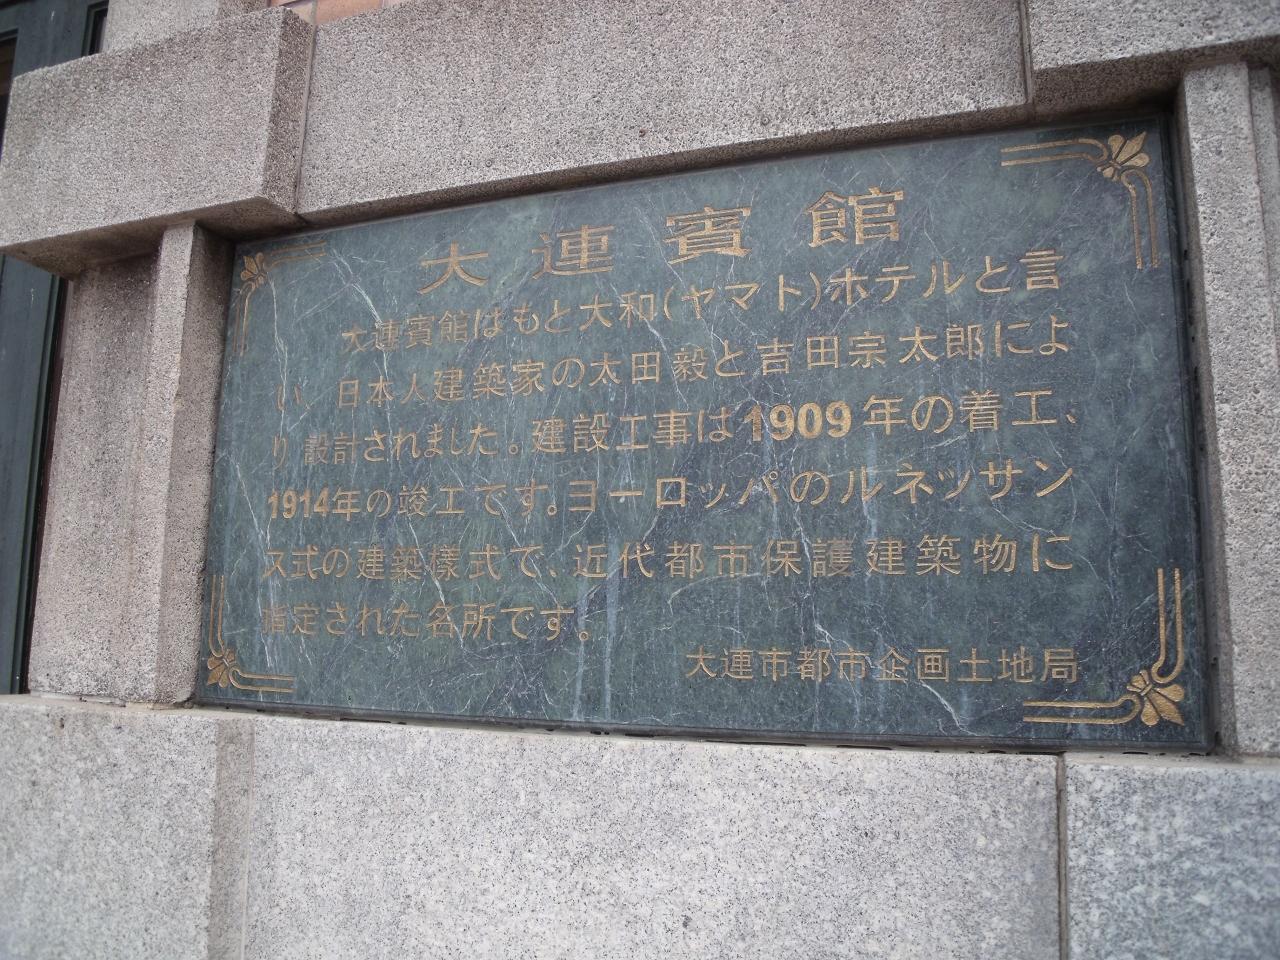 大連賓館
大連賓館はもと大和(ヤマト)ホテルと言
い、日本人建築家の太田毅と吉田宗太郎によ
り設計されました。建設工事は1909年の着工、
1914年の竣工です。ヨーロッパのルネッサン
ス式の建築様式で、近代都市保護建築物に
指定された名所です。
大連市都市企画土地局